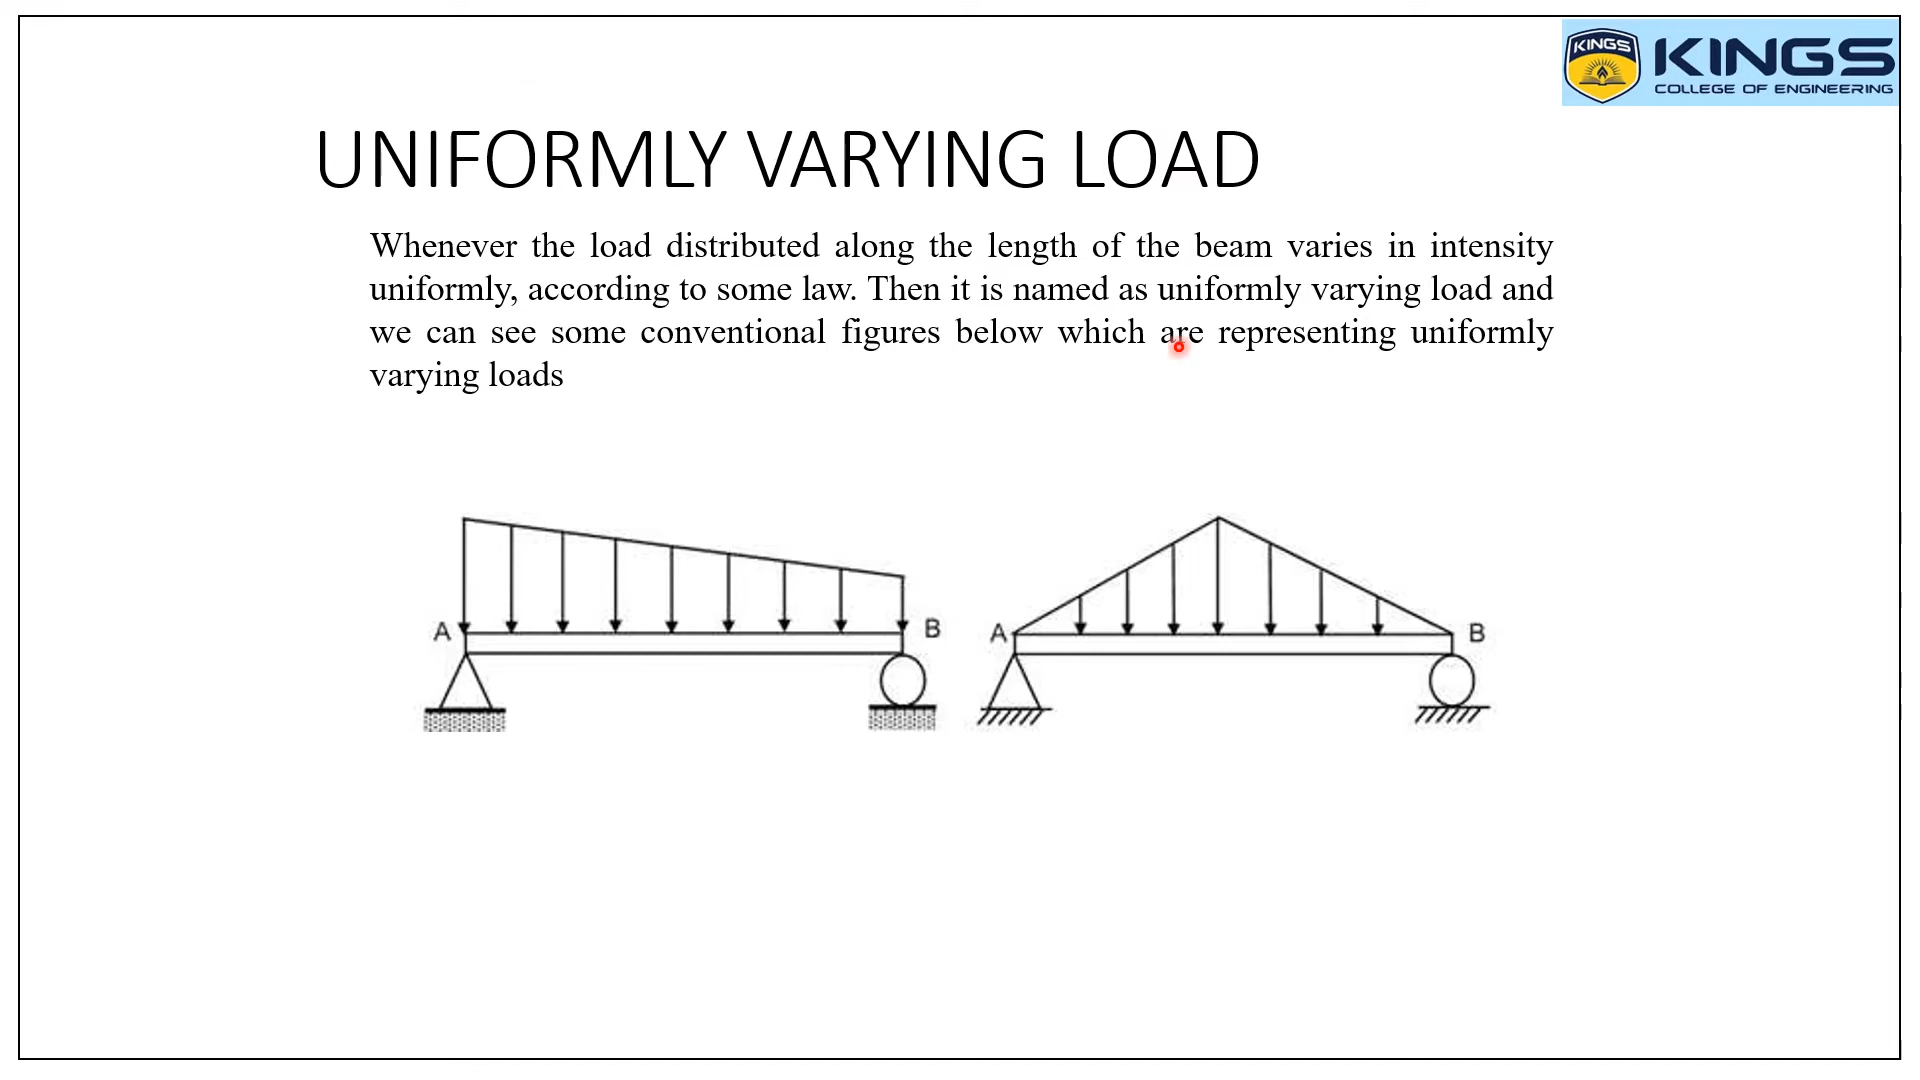 KINGS
KINGS
COLLEGE OF ENGINEERING
UNIFORMLY VARYING LOAD
Whenever the load distributed along the length of the beam varies in intensity
uniformly, according to some law. Then it is named as uniformly varying load and
we can see some conventional figures below which are representing uniformly
varying loads
A B A B